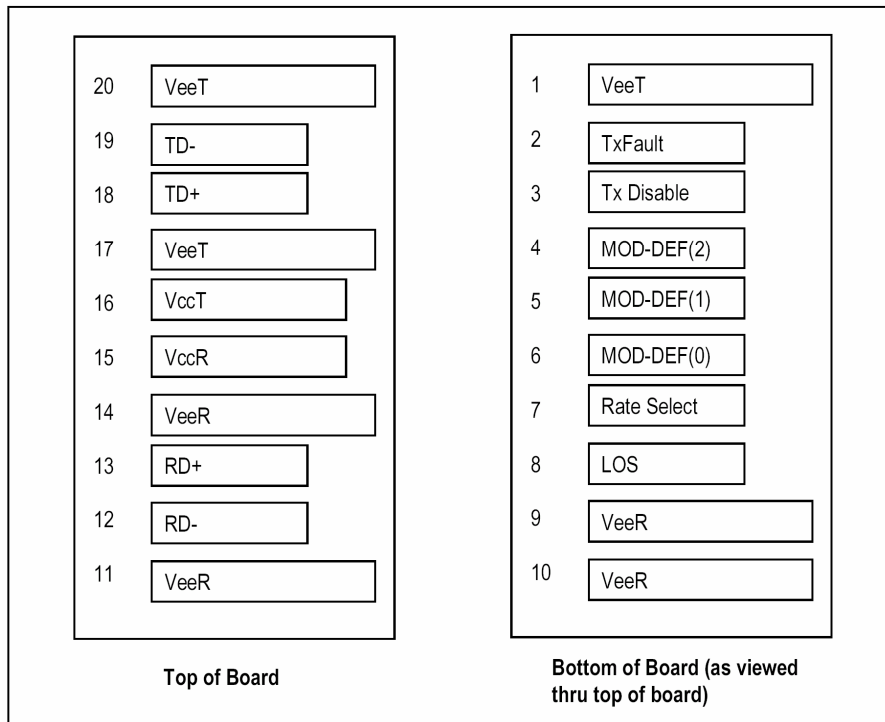 20 VeeT
19 TD-
18 TD+
17 VeeT
16 VccT
15 VccR
14 VeeR
13 RD+
12 RD-
11 VeeR
Top of Board
1 VeeT
2 TxFault
3 Tx Disable
4 MOD-DEF(2)
5 MOD-DEF(1)
6 MOD-DEF(0)
7 Rate Select
8 LOS
9 VeeR
10 VeeR
Bottom of Board (as viewed
thru top of board)